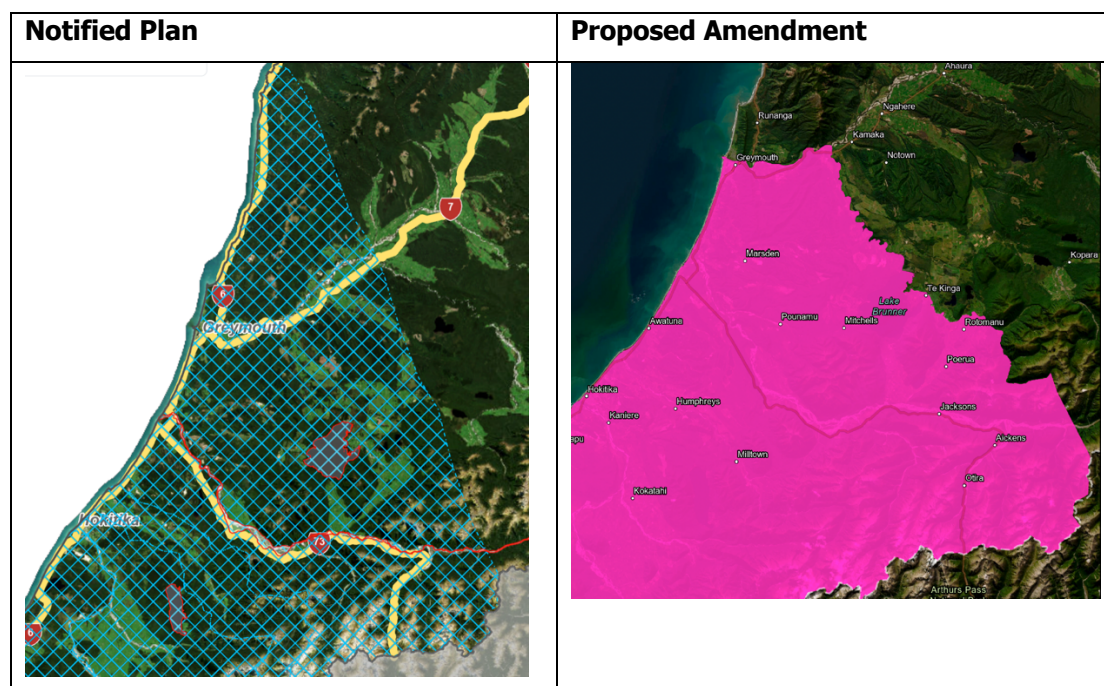 Notified Plan
Proposed Amendment
7
6
Greymouth
Hokitika
73
6
Ahaura
Ngahere
Runanga
Kamaka
Notown
Greymouth
Marsden
Kopara
Te Kinga
Lake
Brunner
Pounamu
Mitchells
Awatuna
Rotomanu
Poerua
Hokitika
Humphreys
Kaniere
Jacksons
apu
Aickens
Milltown
Otira
Kokatahi
Arthurs Pass